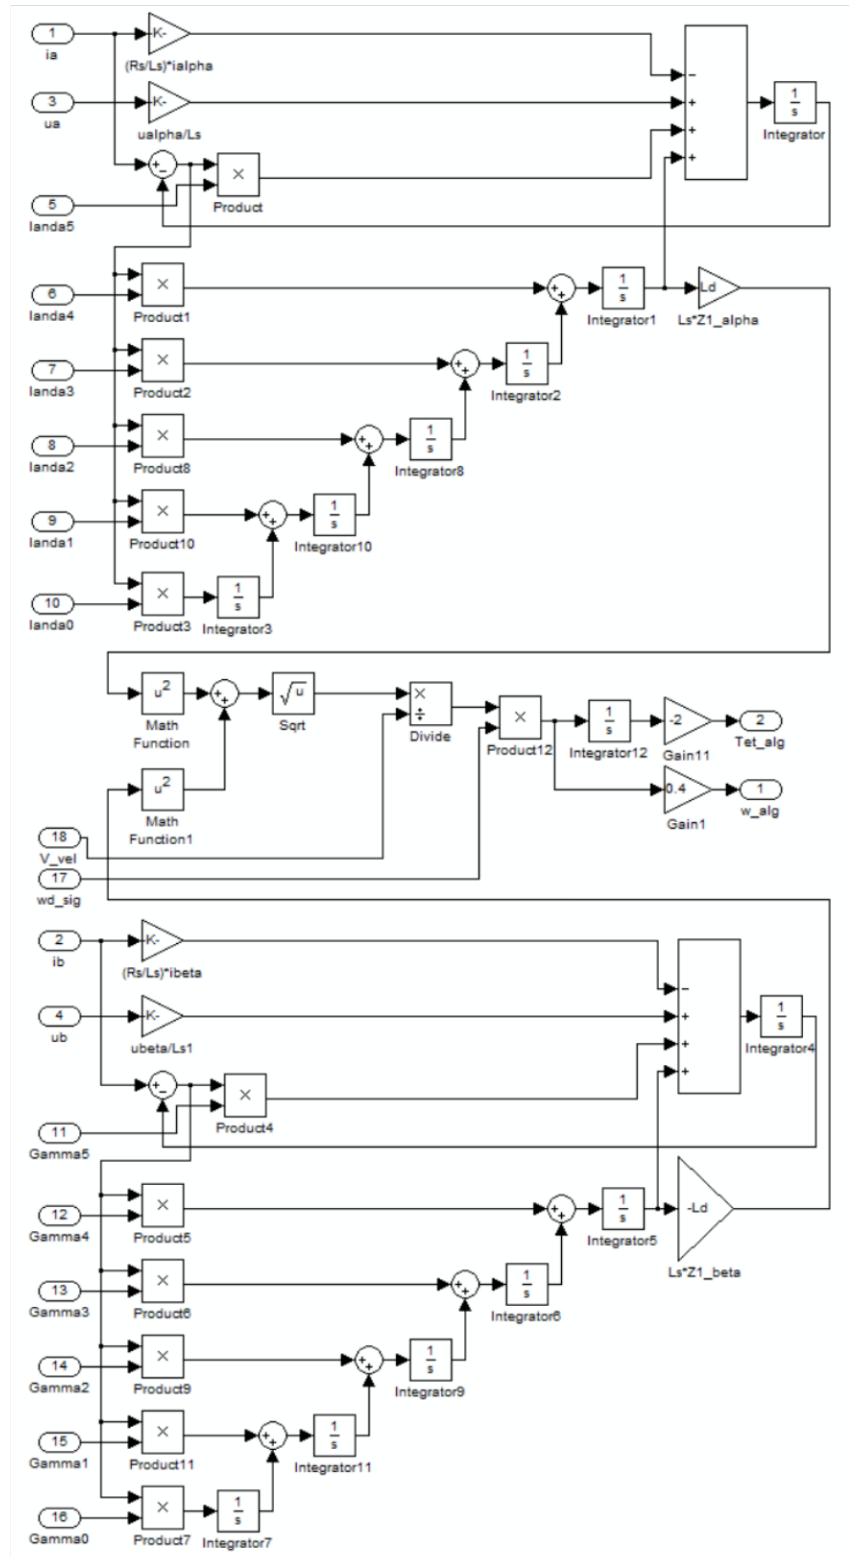 1
K-
ia
(Rs/Ls)*ialpha
−
3
K-
+
1
s
ua
ualpha/Ls
+
Integrator
+
−
×
+
5
Product
landa5
6
×
+
+
1
s
Ld
landa4
Product1
Integrator1
Ls*Z1_alpha
7
×
+
+
1
s
landa3
Product2
Integrator2
8
×
+
+
1
s
landa2
Product8
Integrator8
9
×
+
+
1
s
landa1
Product10
Integrator10
10
×
1
s
landa0
Product3
Integrator3
u2
+
+
√u
×
÷
Math
Function
Sqrt
Divide
×
1
s
-2
2
Product12
Integrator12
Gain11
Tet_alg
u2
0.4
1
Math
Function1
Gain1
w_alg
18
V_vel
17
wd_sig
2
K-
ib
(Rs/Ls)*ibeta
−
4
K-
+
1
s
ub
ubeta/Ls1
+
Integrator4
+
−
×
+
11
Product4
Gamma5
12
×
+
+
1
s
-Ld
Gamma4
Product5
Integrator5
Ls*Z1_beta
13
×
+
+
1
s
Gamma3
Product6
Integrator6
14
×
+
+
1
s
Gamma2
Product9
Integrator9
15
×
+
+
1
s
Gamma1
Product11
Integrator11
16
×
1
s
Gamma0
Product7
Integrator7